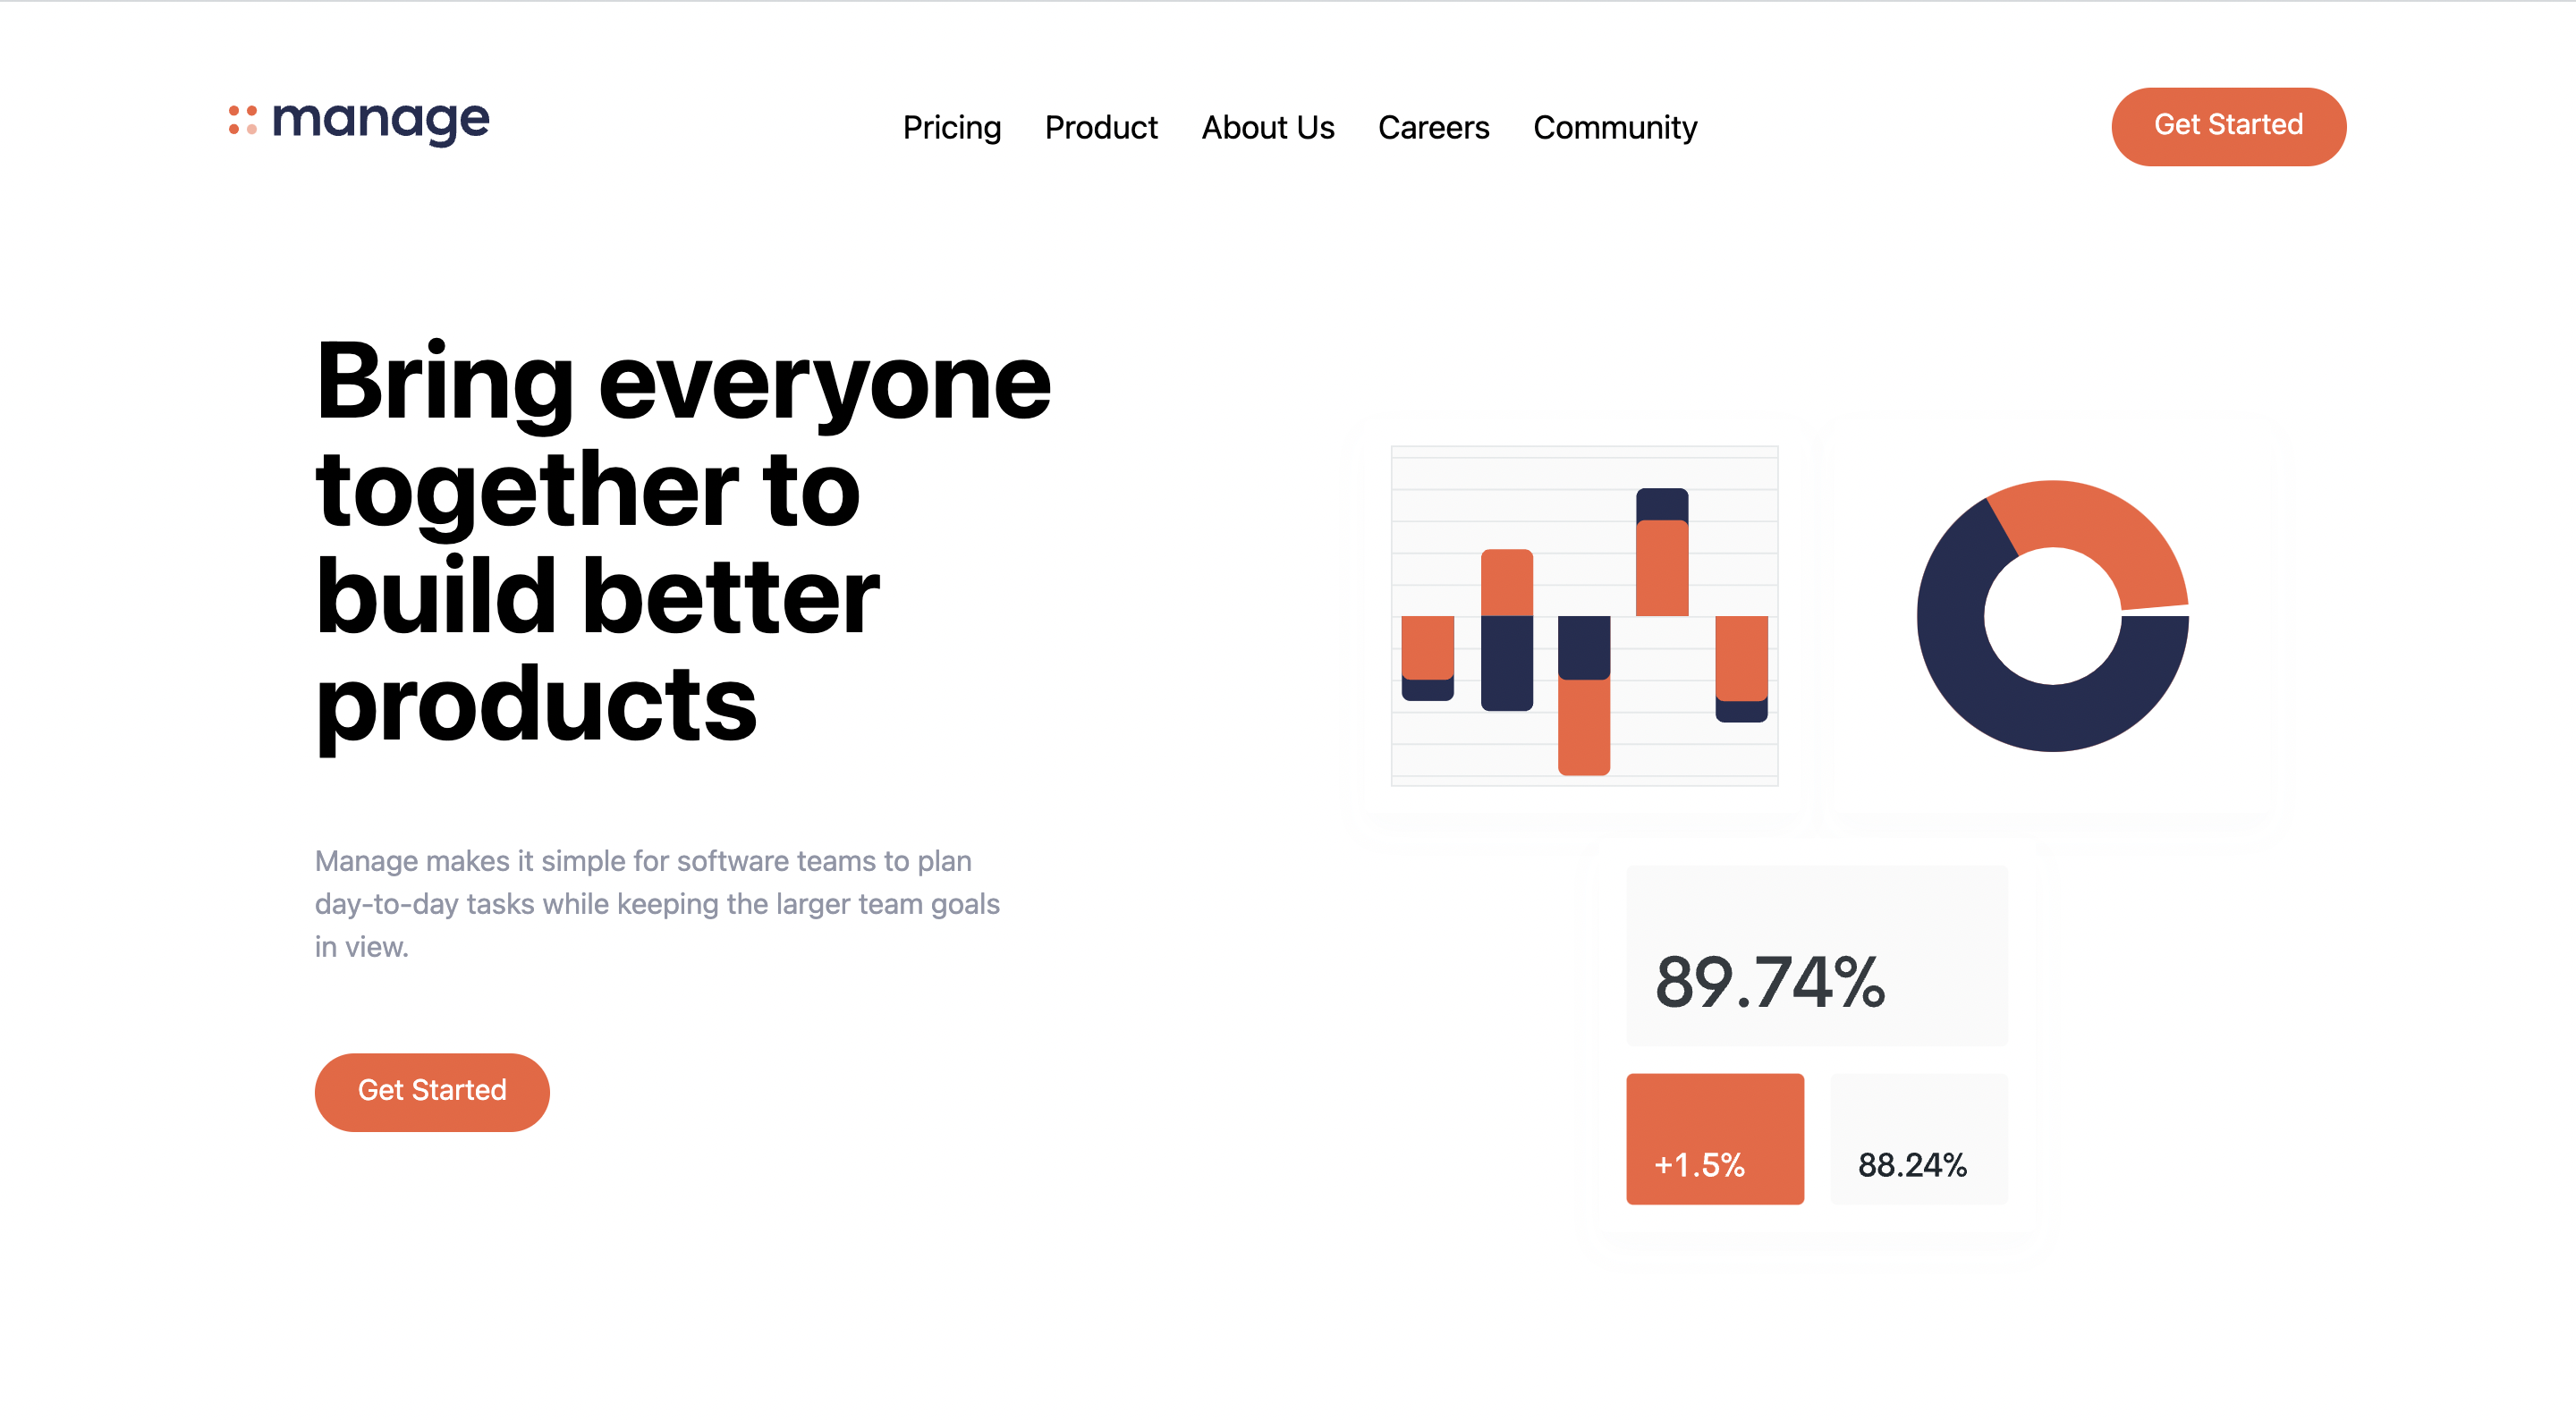 manage
Pricing
Product
About Us
Careers
Community
Get Started
Bring everyone
together to
build better
products
Manage makes it simple for software teams to plan
day-to-day tasks while keeping the larger team goals
in view.
Get Started
89.74%
+1.5%
88.24%